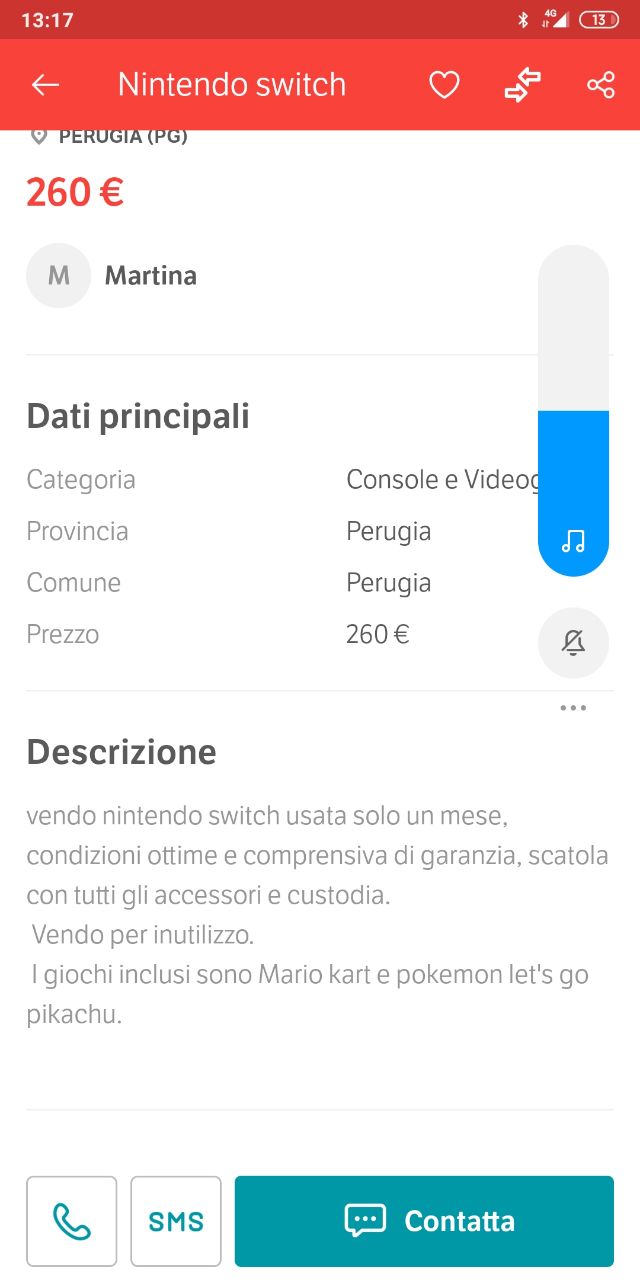 13:17
4G
13
Nintendo switch
PERUGIA (PG)
260 €
M
Martina
Dati principali
Categoria
Console e Videog
Provincia
Perugia
Comune
Perugia
Prezzo
260 €
Descrizione
vendo nintendo switch usata solo un mese,
condizioni ottime e comprensiva di garanzia, scatola
con tutti gli accessori e custodia.
Vendo per inutilizzo.
I giochi inclusi sono Mario kart e pokemon let's go
pikachu.
SMS
Contatta